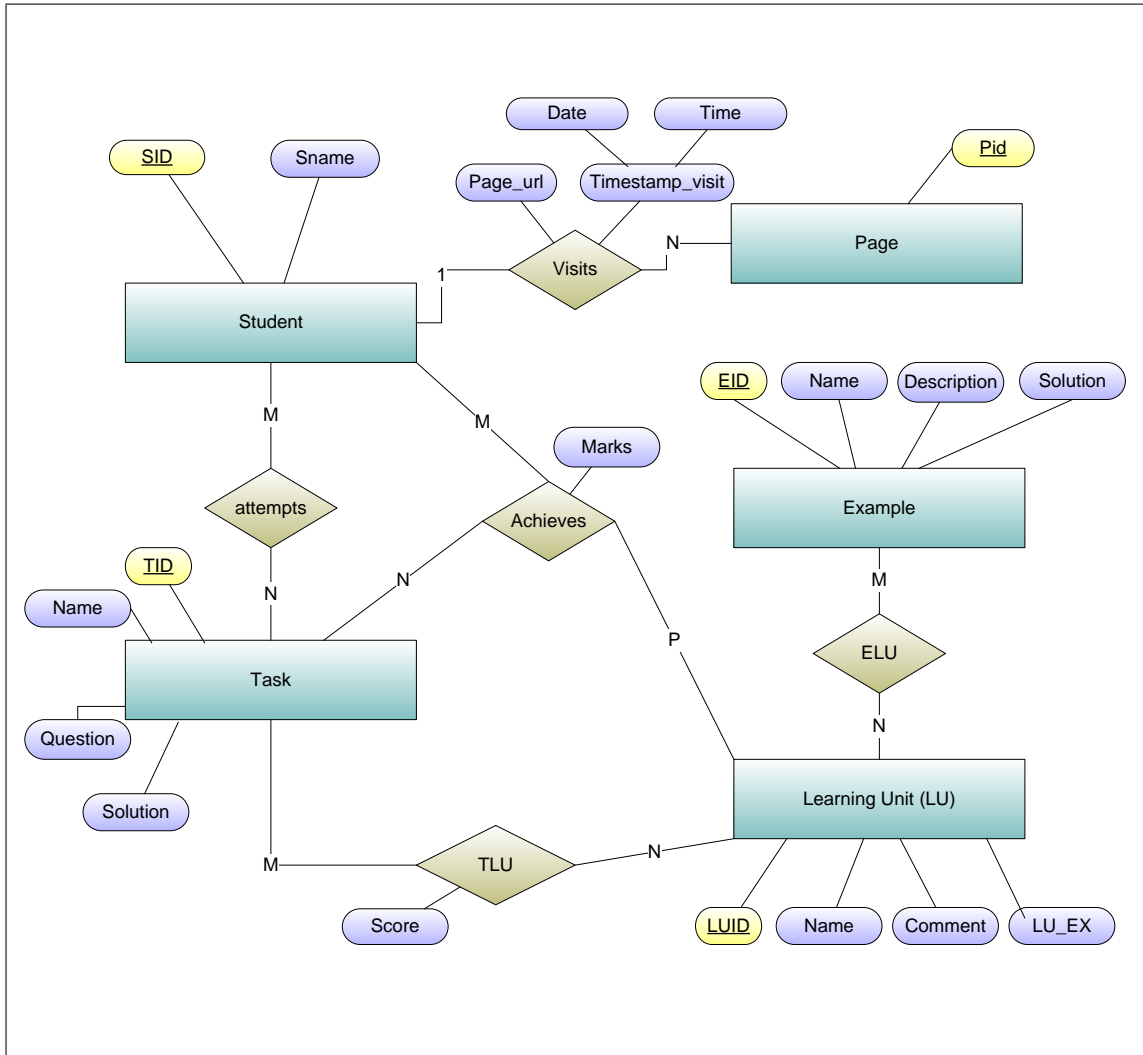 Date
Time
SID
Sname
Pid
Page_url
Timestamp_visit
Page
N
Visits
1
Student
EID
Name
Description
Solution
M
M
Marks
attempts
Achieves
Example
TID
N
N
M
Name
P
ELU
Task
Question
N
Solution
Learning Unit (LU)
M
TLU
N
Score
LUID
Name
Comment
LU_EX